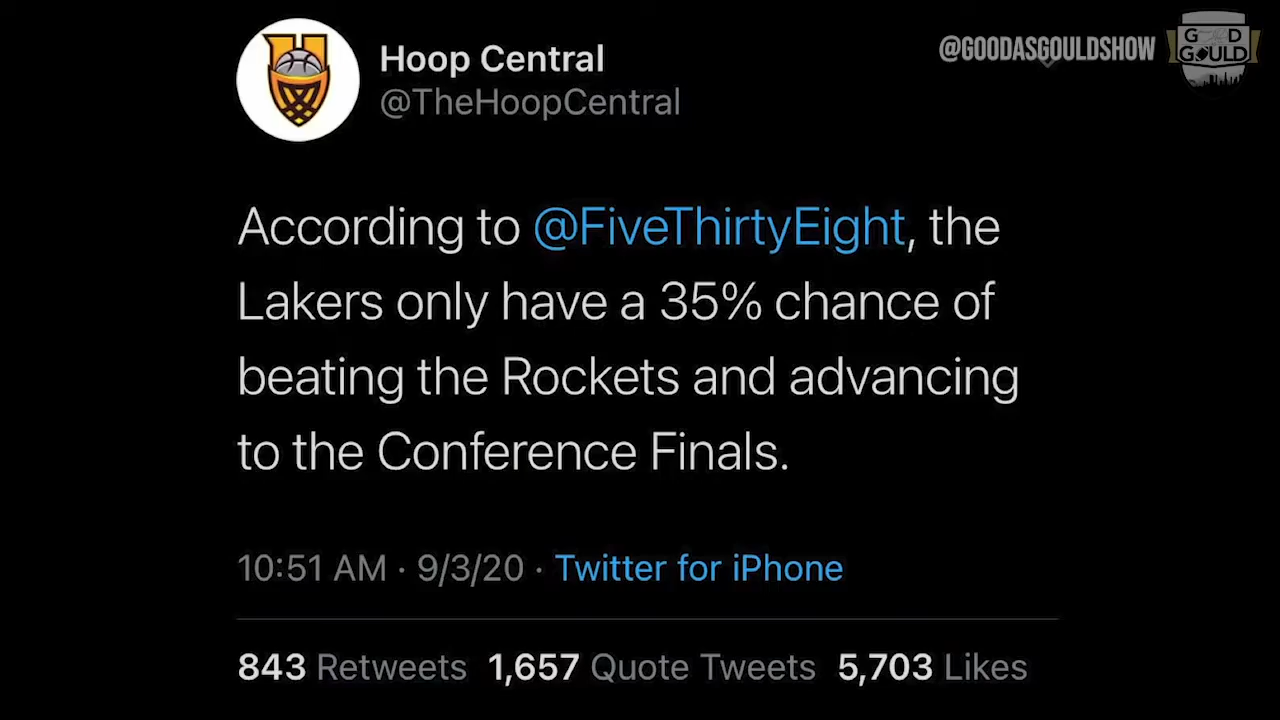 Hoop Central
@TheHoopCentral
@GOODASGOULDSHOW
GOULD
According to @FiveThirtyEight, the
Lakers only have a 35% chance of
beating the Rockets and advancing
to the Conference Finals.
10:51 AM · 9/3/20 · Twitter for iPhone
843 Retweets 1,657 Quote Tweets 5,703 Likes